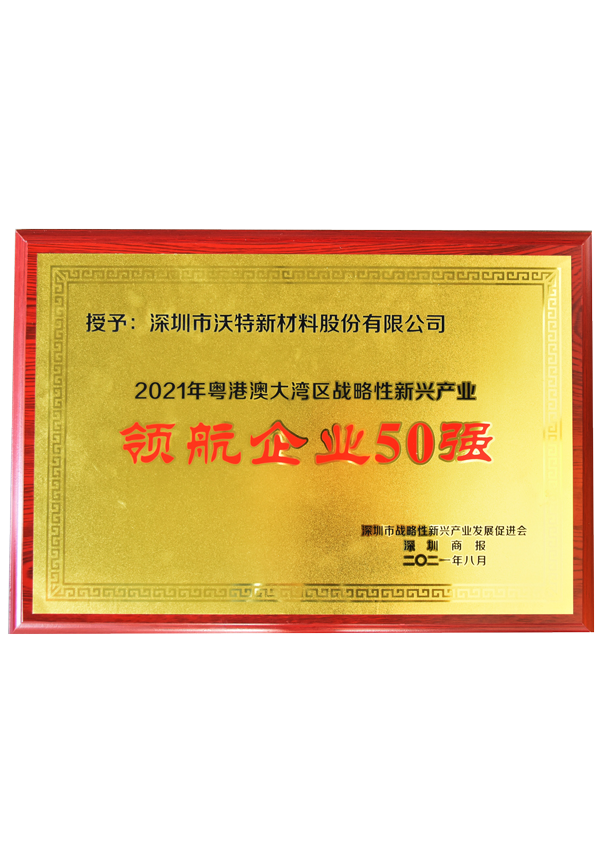 授予：深圳市沃特新材料股份有限公司
2021年粤港澳大湾区战略性新兴产业
领航企业50强
深圳市战略性新兴产业发展促进会
深圳商报
二〇二一年八月